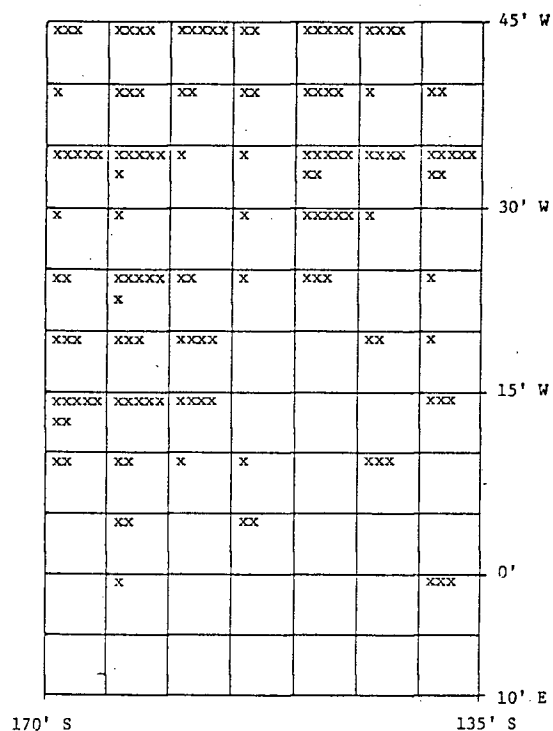 xxx xxxx xxxxx xx xxxxx xxxx 45' W
x xxx xx xx xxxx x xx
xxxxx xxxxx x x xxxxx xxxx xxxxx
x xx xx
x x x xxxxx x 30' W
xx xxxxx xx x xxx x
x
xxx xxx xxxx xx x
xxxxx xxxxx xxxx xxx 15' W
xx
xx xx x x xxx
xx xx
x xxx 0'
10' E
170' S 135' S